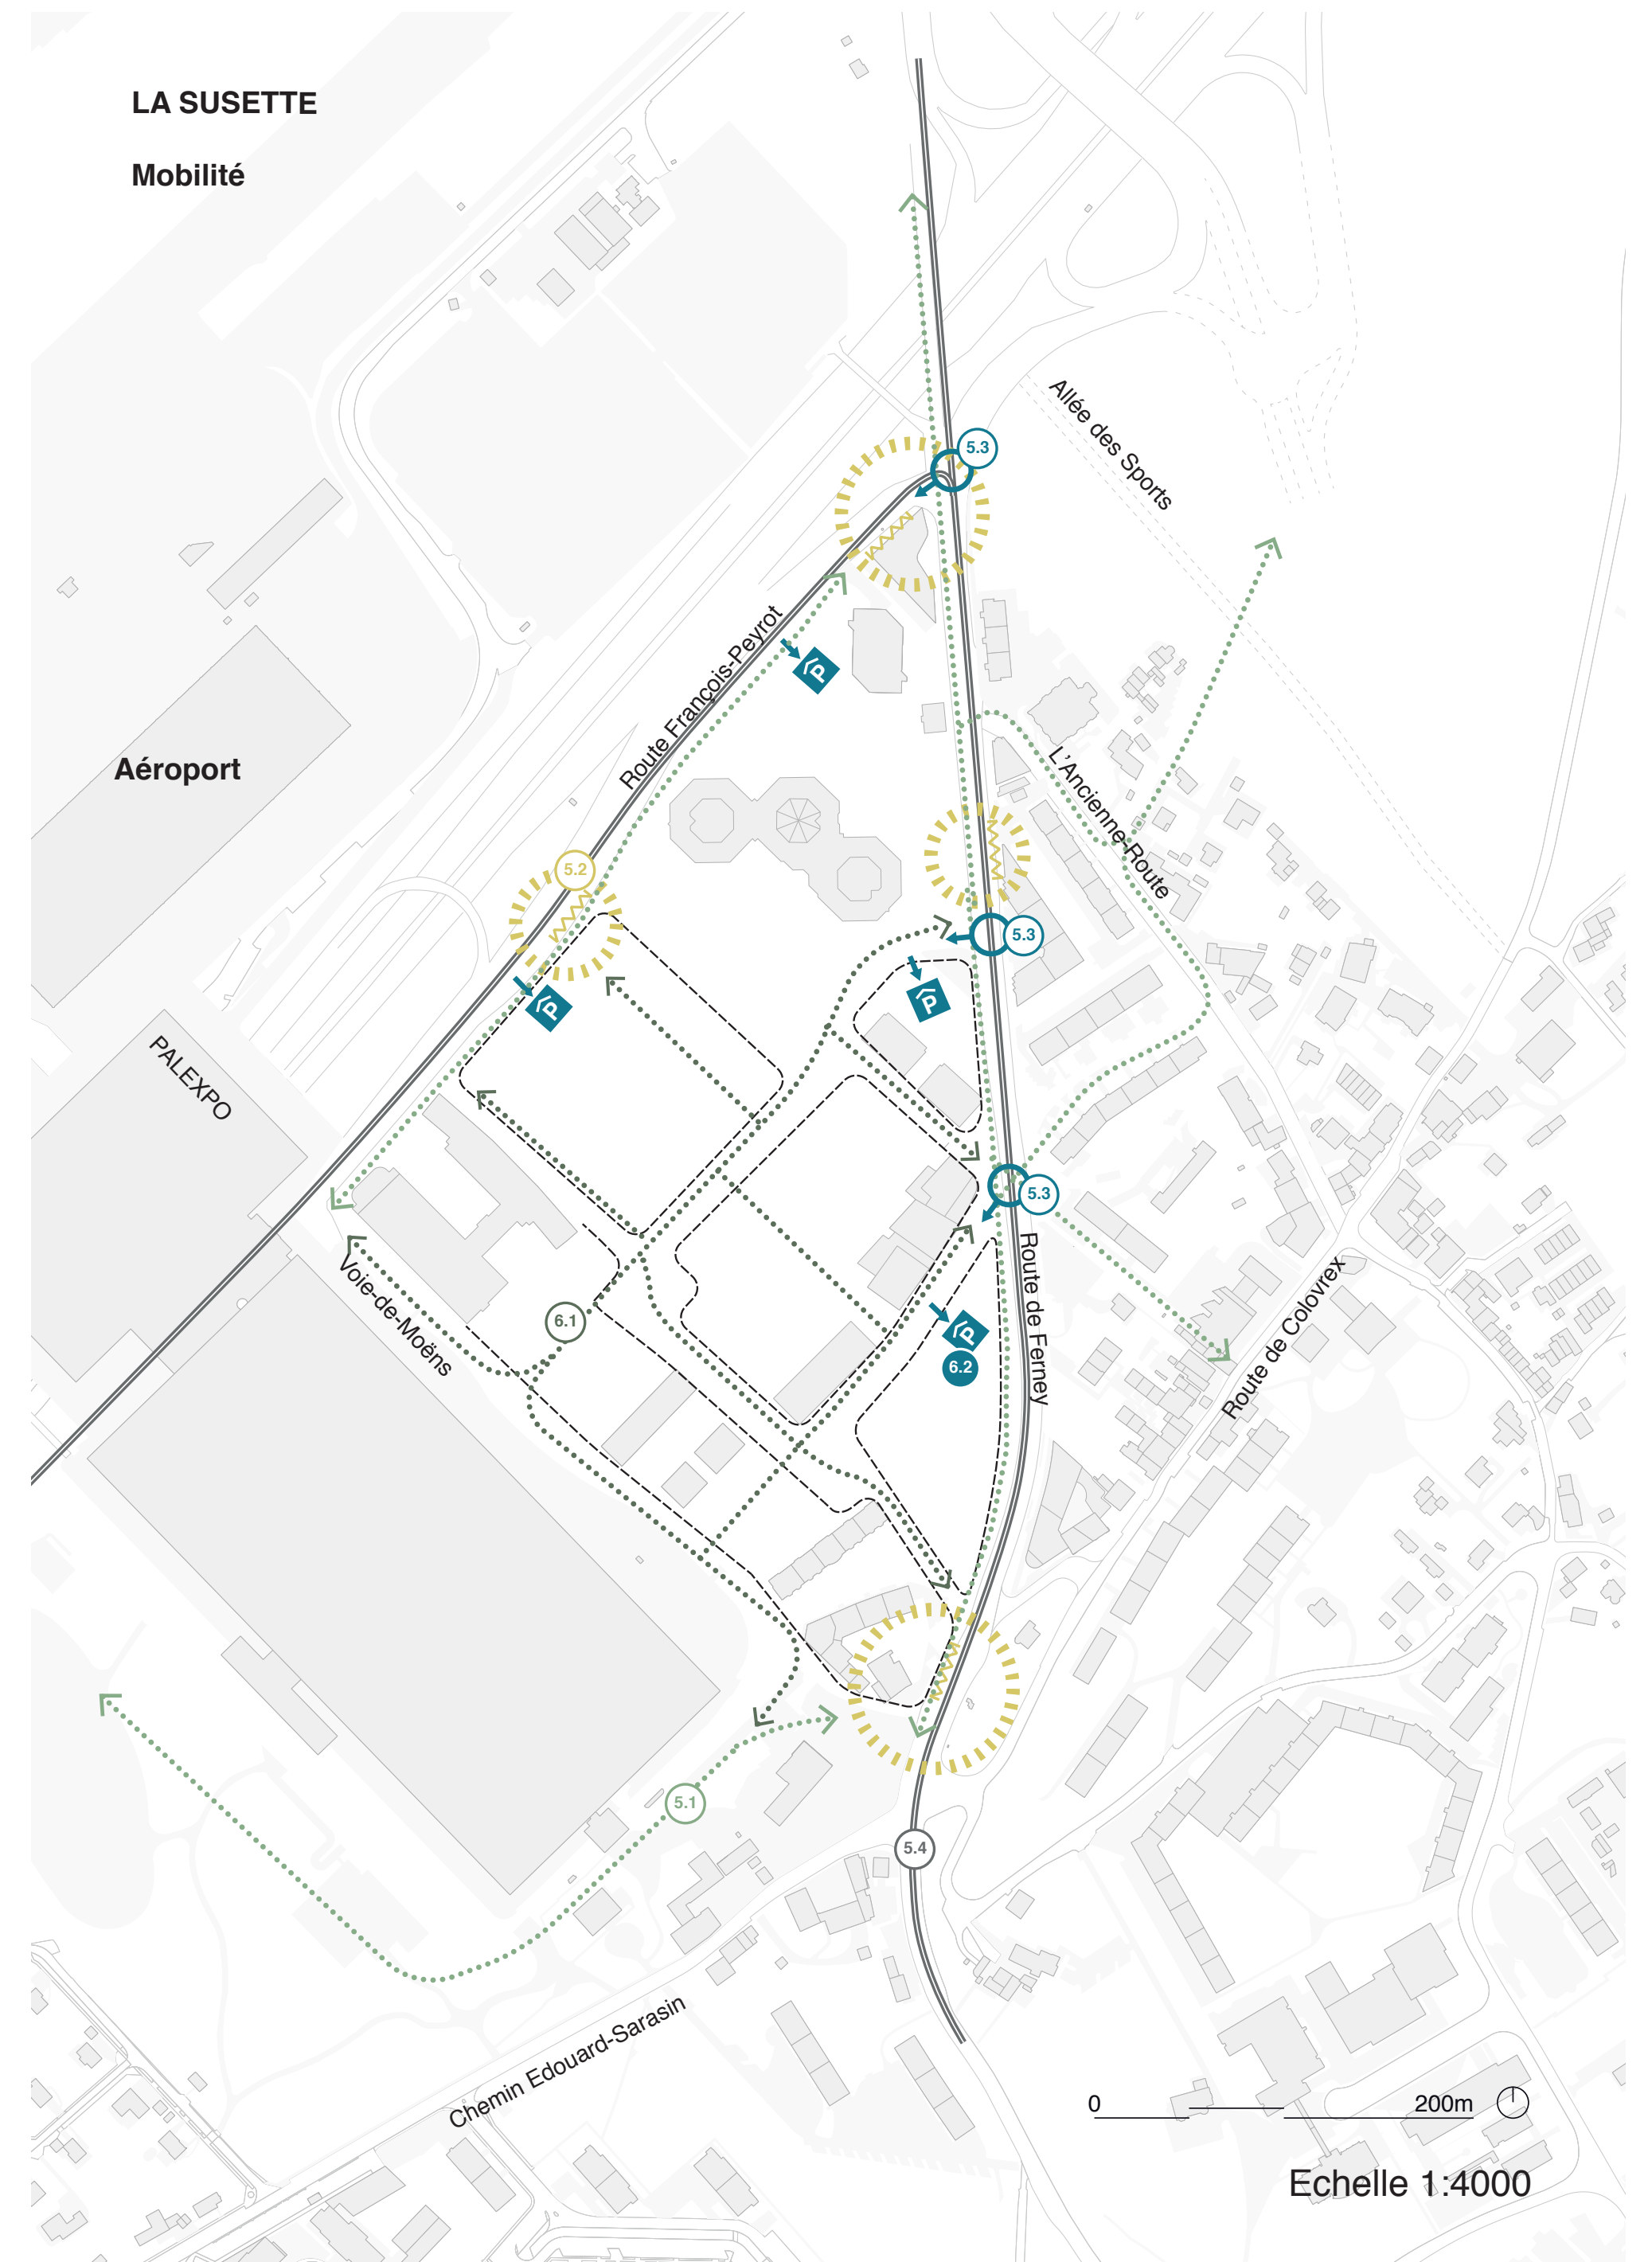 LA SUSETTE
Mobilité
5.3
Allée des Sports
Route François-Peyrot
P
Aéroport
L'Ancienne-Route
5.2
5.3
P
P
PALEXPO
5.3
Route de Ferney
Voie-de-Moëns
6.1
P
6.2
Route de Colovrex
5.1
5.4
Chemin Edouard-Sarasin
0
200m
Echelle 1:4000